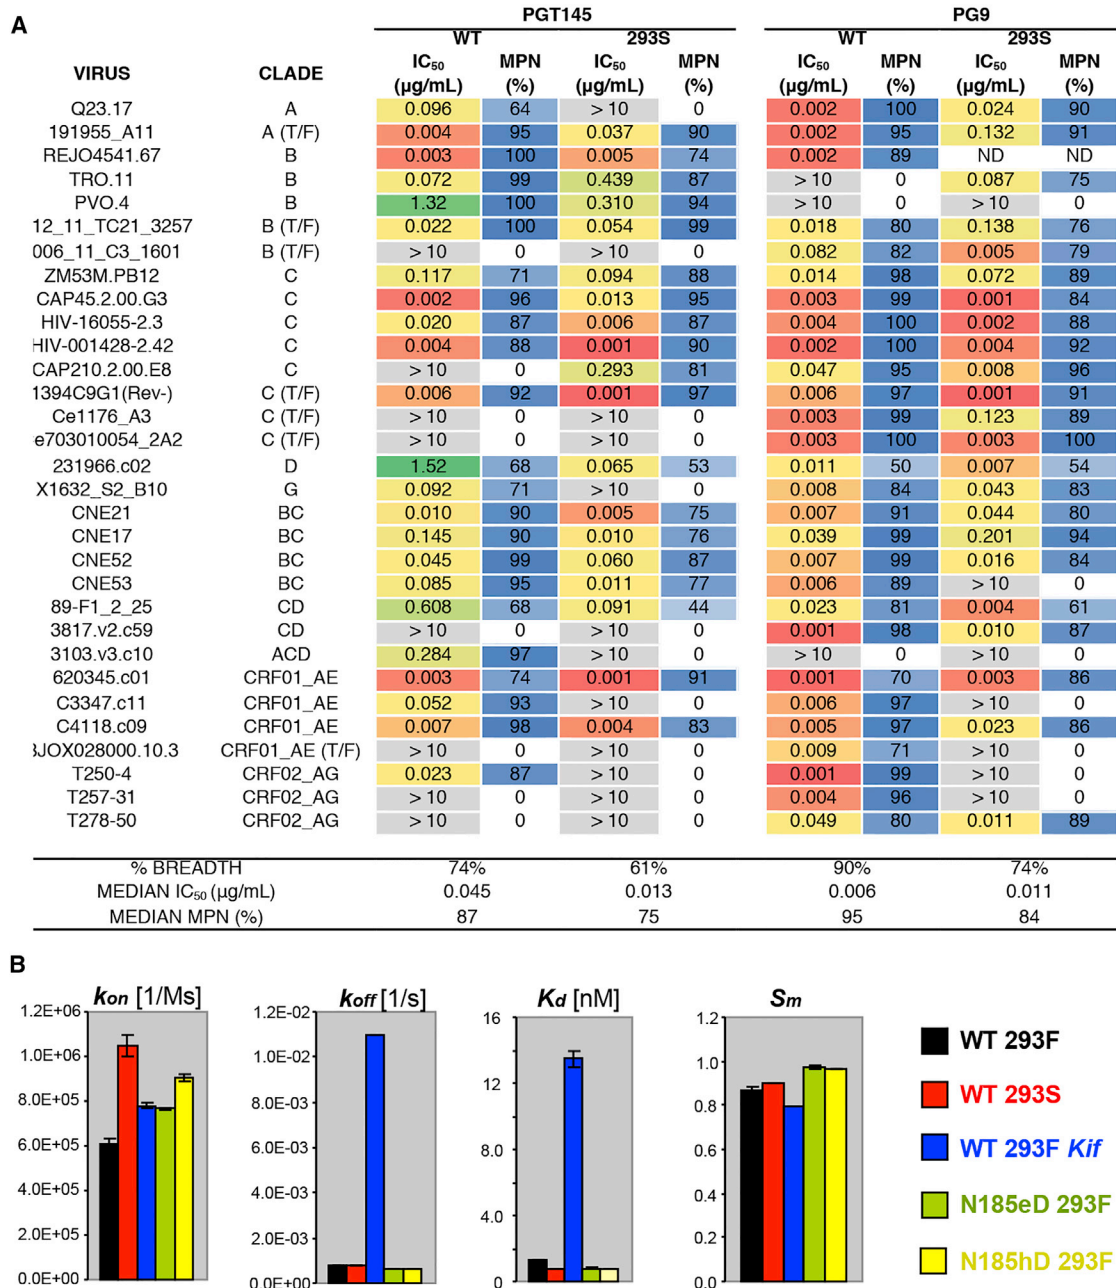 A
PGT145 PG9
WT 293S WT 293S
VIRUS CLADE IC50 (µg/mL) MPN (%) IC50 (µg/mL) MPN (%) IC50 (µg/mL) MPN (%) IC50 (µg/mL) MPN (%)
Q23.17 A 0.096 64 > 10 0 0.002 100 0.024 90
191955_A11 A (T/F) 0.004 95 0.037 90 0.002 95 0.132 91
REJO4541.67 B 0.003 100 0.005 74 0.002 89 ND ND
TRO.11 B 0.072 99 0.439 87 > 10 0 0.087 75
PVO.4 B 1.32 100 0.310 94 > 10 0 > 10 0
12_11_TC21_3257 B (T/F) 0.022 100 0.054 99 0.018 80 0.138 76
006_11_C3_1601 B (T/F) > 10 0 > 10 0 0.082 82 0.005 79
ZM53M.PB12 C 0.117 71 0.094 88 0.014 98 0.072 89
CAP45.2.00.G3 C 0.002 96 0.013 95 0.003 99 0.001 84
HIV-16055-2.3 C 0.020 87 0.006 87 0.004 100 0.002 88
HIV-001428-2.42 C 0.004 88 0.001 90 0.002 100 0.004 92
CAP210.2.00.E8 C > 10 0 0.293 81 0.047 95 0.008 96
1394C9G1(Rev-) C (T/F) 0.006 92 0.001 97 0.006 97 0.001 91
Ce1176_A3 C (T/F) > 10 0 > 10 0 0.003 99 0.123 89
e703010054_2A2 C (T/F) > 10 0 > 10 0 0.003 100 0.003 100
231966.c02 D 1.52 68 0.065 53 0.011 50 0.007 54
X1632_S2_B10 G 0.092 71 > 10 0 0.008 84 0.043 83
CNE21 BC 0.010 90 0.005 75 0.007 91 0.044 80
CNE17 BC 0.145 90 0.010 76 0.039 99 0.201 94
CNE52 BC 0.045 99 0.060 87 0.007 99 0.016 84
CNE53 BC 0.085 95 0.011 77 0.006 89 > 10 0
89-F1_2_25 CD 0.608 68 0.091 44 0.023 81 0.004 61
3817.v2.c59 CD > 10 0 > 10 0 0.001 98 0.010 87
3103.v3.c10 ACD 0.284 97 > 10 0 > 10 0 > 10 0
620345.c01 CRF01_AE 0.003 74 0.001 91 0.001 70 0.003 86
C3347.c11 CRF01_AE 0.052 93 > 10 0 0.006 97 > 10 0
C4118.c09 CRF01_AE 0.007 98 0.004 83 0.005 97 0.023 86
JOX028000.10.3 CRF01_AE (T/F) > 10 0 > 10 0 0.009 71 > 10 0
T250-4 CRF02_AG 0.023 87 > 10 0 0.001 99 > 10 0
T257-31 CRF02_AG > 10 0 > 10 0 0.004 96 > 10 0
T278-50 CRF02_AG > 10 0 > 10 0 0.049 80 0.011 89
% BREADTH 74% 61% 90% 74%
MEDIAN IC50 (µg/mL) 0.045 0.013 0.006 0.011
MEDIAN MPN (%) 87 75 95 84
B
kon [1/Ms]
1.2E+06
1.0E+06
8.0E+05
6.0E+05
4.0E+05
2.0E+05
0.0E+00
koff [1/s]
1.2E-02
1.0E-02
8.0E-03
6.0E-03
4.0E-03
2.0E-03
0.0E+00
Kd [nM]
16
12
8
4.0
0
Sm
1.2
1.0
0.8
0.6
0.4
0.2
0.0
WT 293F
WT 293S
WT 293F Kif
N185eD 293F
N185hD 293F